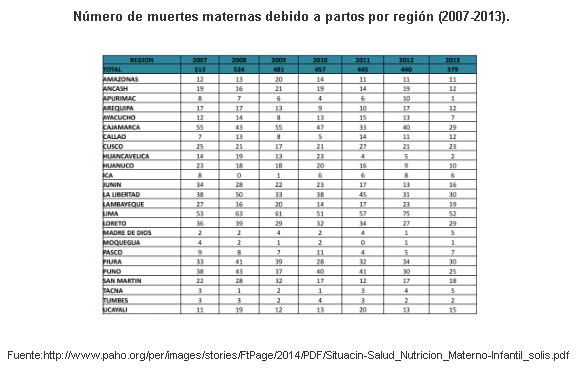 Número de muertes maternas debido a partos por región (2007-2013).
REGIÓN 2007 2008 2009 2010 2011 2012 2013
TOTAL 513 524 481 457 445 440 379
AMAZONAS 12 13 20 14 11 11 11
ANCASH 19 16 21 19 14 19 12
APURIMAC 8 7 6 4 6 10 1
AREQUIPA 17 17 13 9 10 17 12
AYACUCHO 12 14 8 13 15 13 7
CAJAMARCA 55 43 55 47 33 40 29
CALLAO 7 13 8 5 14 11 12
CUSCO 25 21 17 21 27 21 23
HUANCAVELICA 14 19 13 23 4 5 2
HUANUCO 23 18 18 20 16 9 10
ICA 8 0 1 6 6 8 6
JUNIN 34 28 22 23 17 13 16
LA LIBERTAD 38 50 33 38 45 31 30
LAMBAYEQUE 27 16 20 14 17 23 19
LIMA 53 63 61 51 57 75 52
LORETO 36 39 29 32 34 27 29
MADRE DE DIOS 2 2 4 2 4 1 5
MOQUEGUA 4 2 1 2 0 1 1
PASCO 9 8 7 11 4 5 7
PIURA 33 41 39 28 32 34 30
PUNO 38 43 37 40 41 30 25
SAN MARTIN 22 28 32 17 12 17 18
TACNA 3 1 2 1 3 4 5
TUMBES 3 3 2 4 3 2 2
UCAYALI 11 19 12 13 20 13 15
Fuente:http://www.paho.org/per/images/stories/FtPage/2014/PDF/Situacin-Salud_Nutricion_Materno-Infantil_solis.pdf